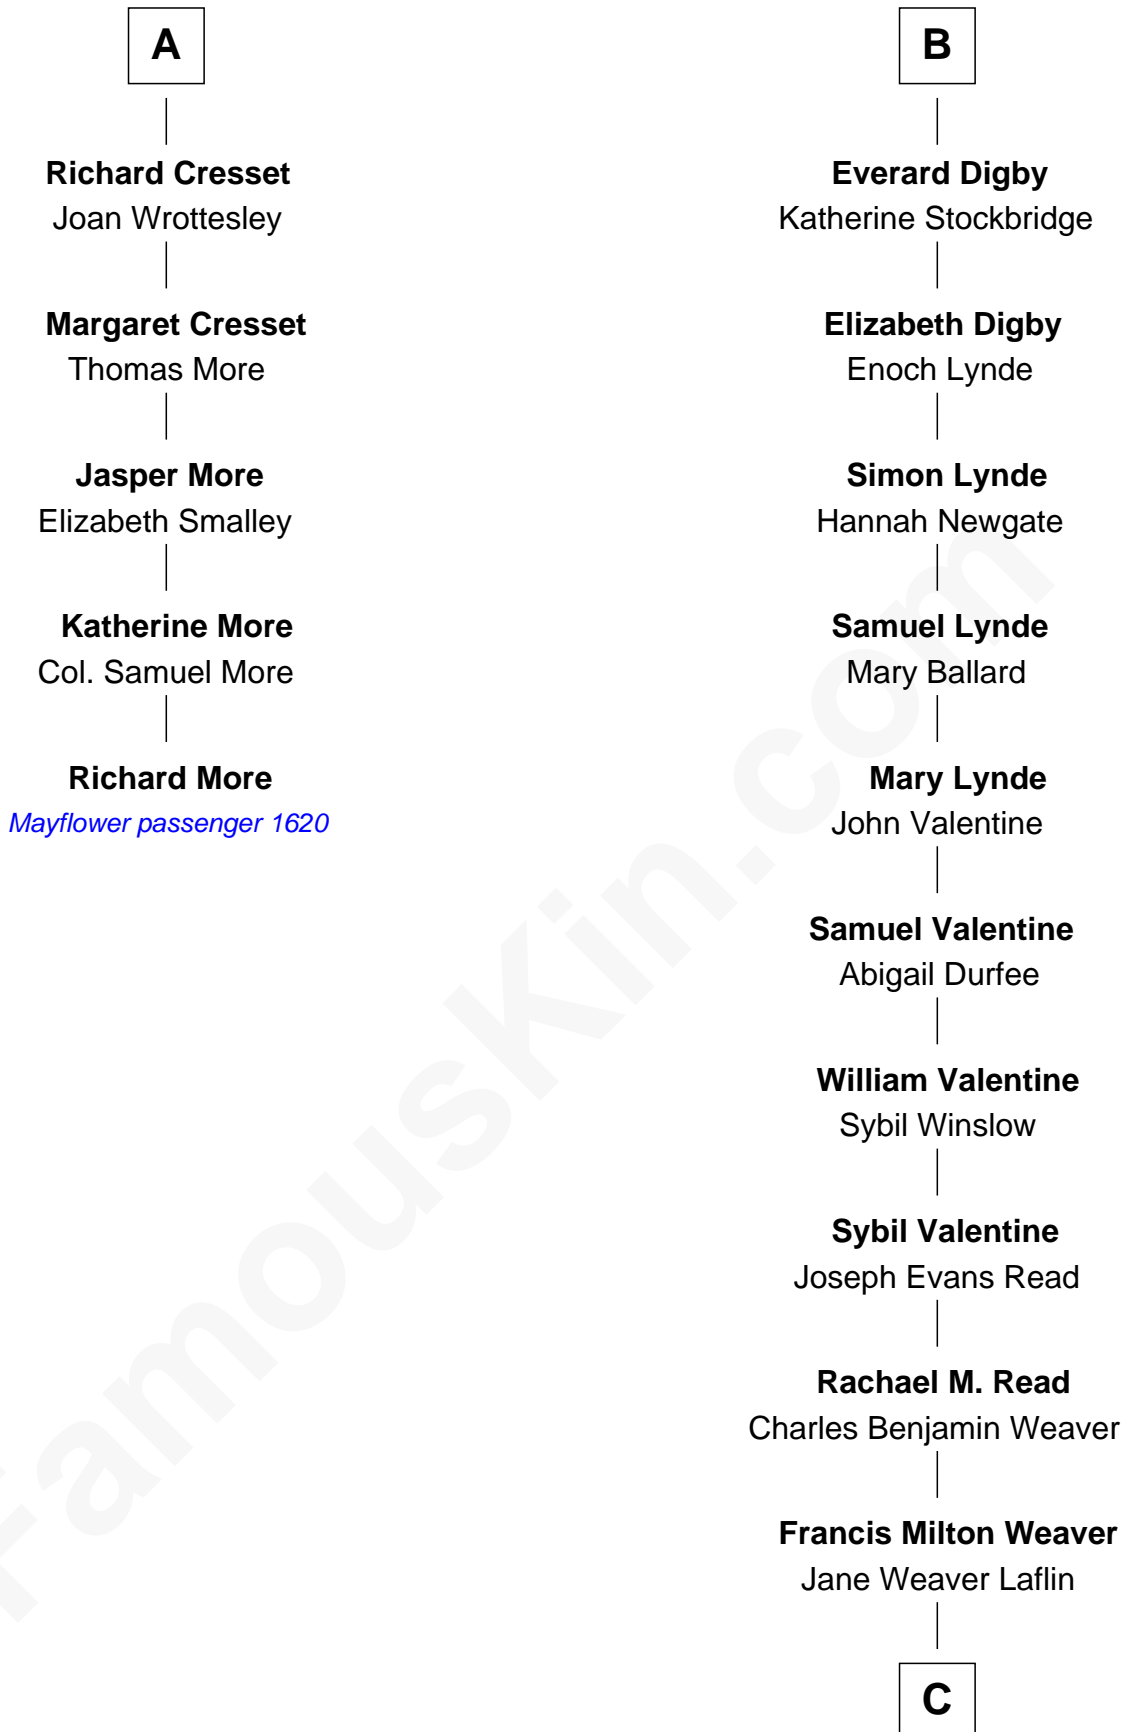 A
Richard Cresset
Joan Wrottesley
Margaret Cresset
Thomas More
Jasper More
Elizabeth Smalley
Katherine More
Col. Samuel More
Richard More
Mayflower passenger 1620
B
Everard Digby
Katherine Stockbridge
Elizabeth Digby
Enoch Lynde
Simon Lynde
Hannah Newgate
Samuel Lynde
Mary Ballard
Mary Lynde
John Valentine
Samuel Valentine
Abigail Durfee
William Valentine
Sybil Winslow
Sybil Valentine
Joseph Evans Read
Rachael M. Read
Charles Benjamin Weaver
Francis Milton Weaver
Jane Weaver Laflin
C
FamousKin.com